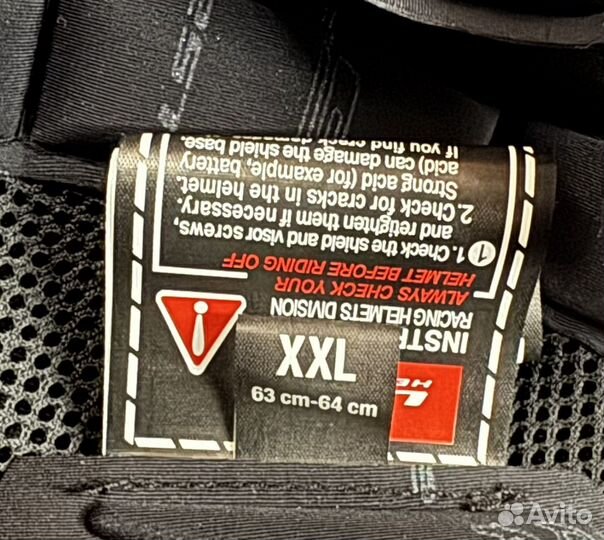 XXL
63 cm-64 cm
HE
INSTR
RACING HELMETS DIVISION
ALWAYS CHECK YOUR
HELMET BEFORE RIDING OFF
1. Check the shield and visor screws,
and retighten them if necessary.
2. Check for cracks in the helmet.
Strong acid (for example, battery
acid) can damage the shield base.
If you find crack
Avito